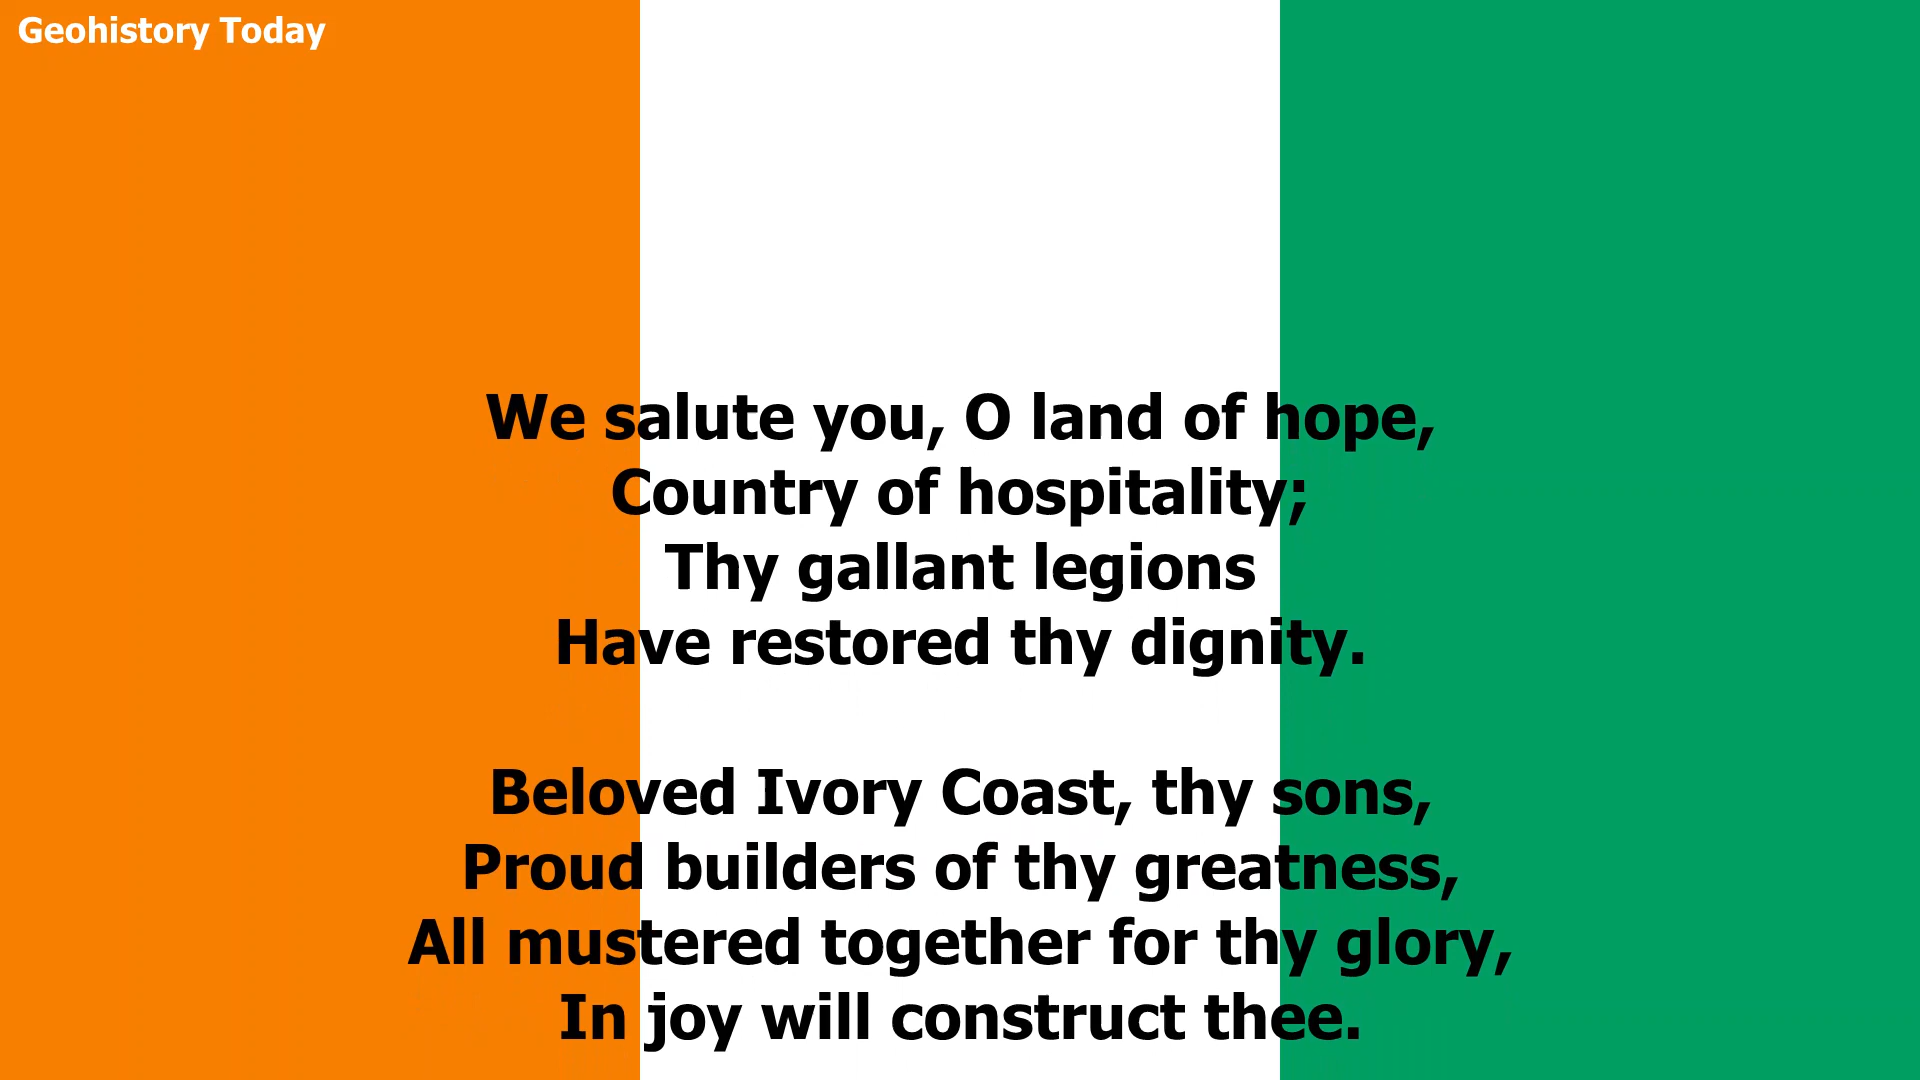 Geohistory Today
We salute you, O land of hope,
Country of hospitality;
Thy gallant legions
Have restored thy dignity.
Beloved Ivory Coast, thy sons,
Proud builders of thy greatness,
All mustered together for thy glory,
In joy will construct thee.